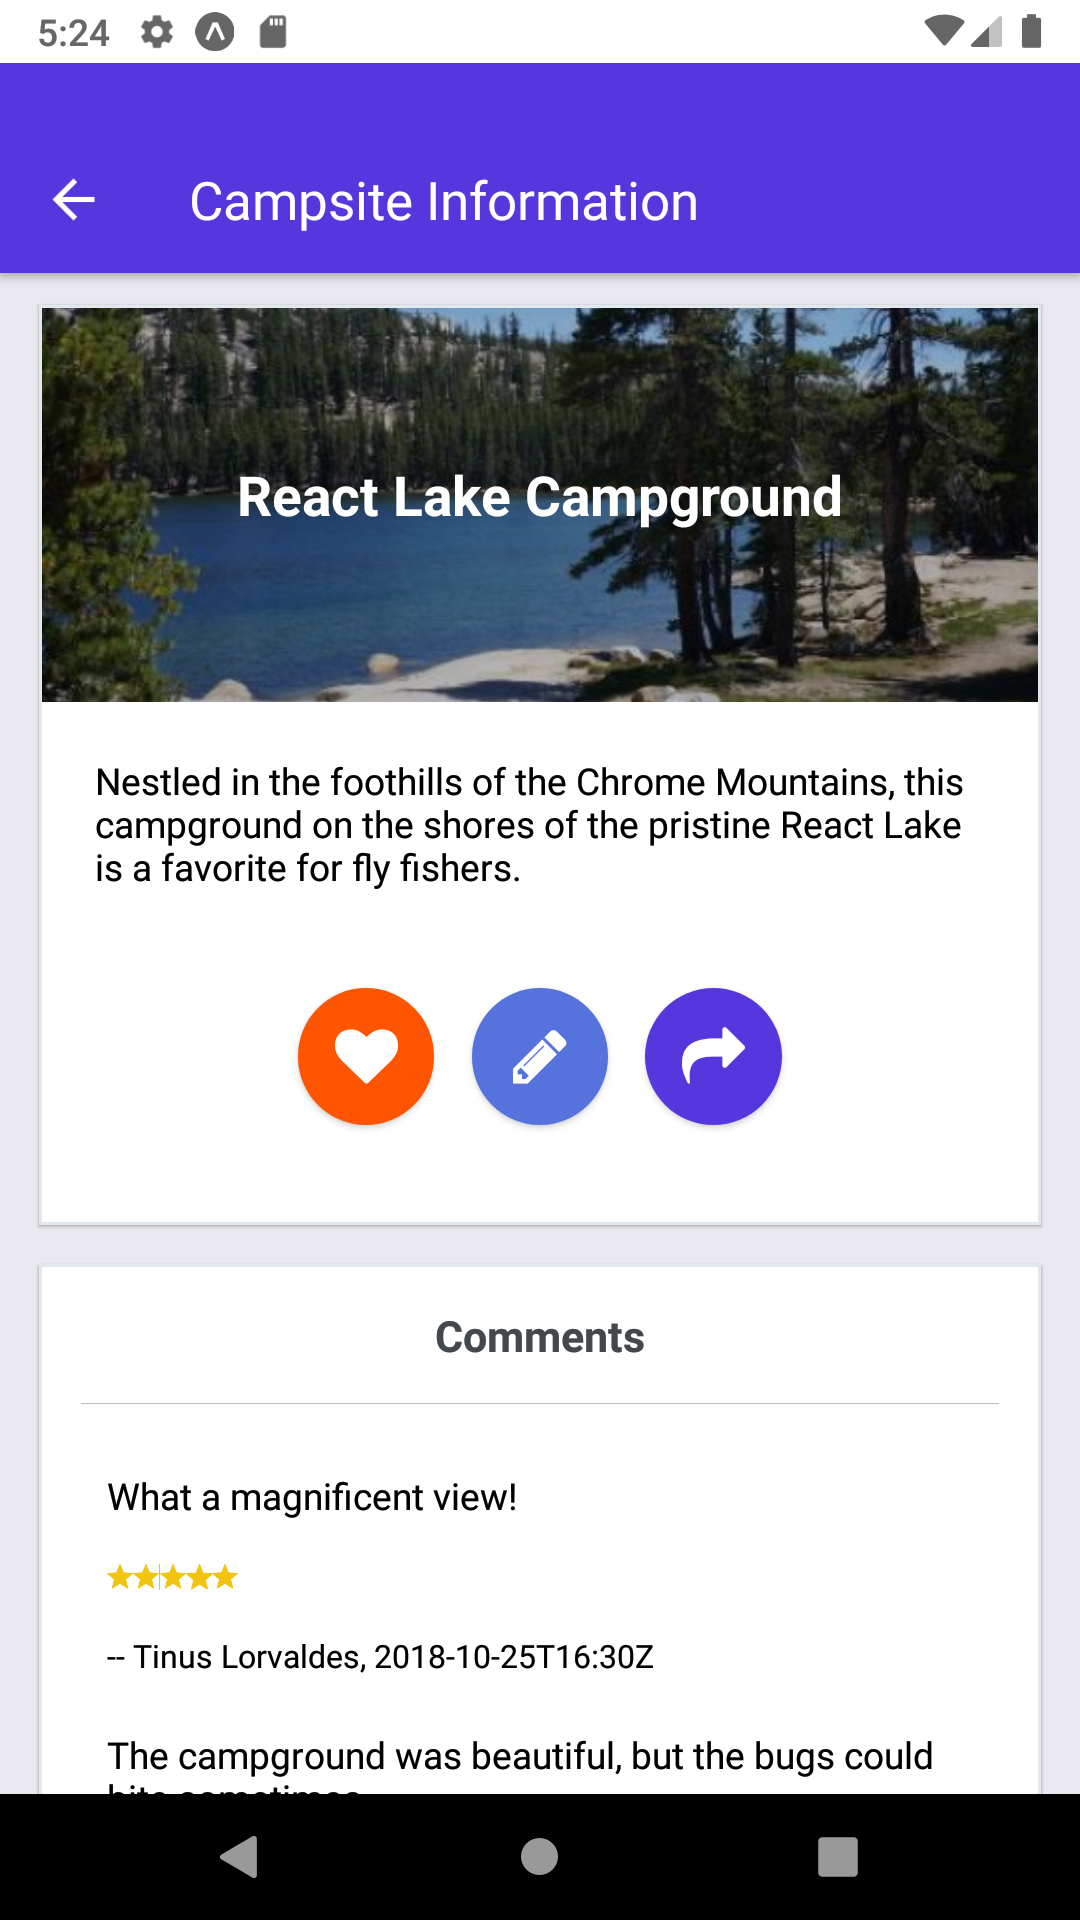 5:24
Campsite Information
React Lake Campground
Nestled in the foothills of the Chrome Mountains, this
campground on the shores of the pristine React Lake
is a favorite for fly fishers.
Comments
What a magnificent view!
-- Tinus Lorvaldes, 2018-10-25T16:30Z
The campground was beautiful, but the bugs could
bite sometimes